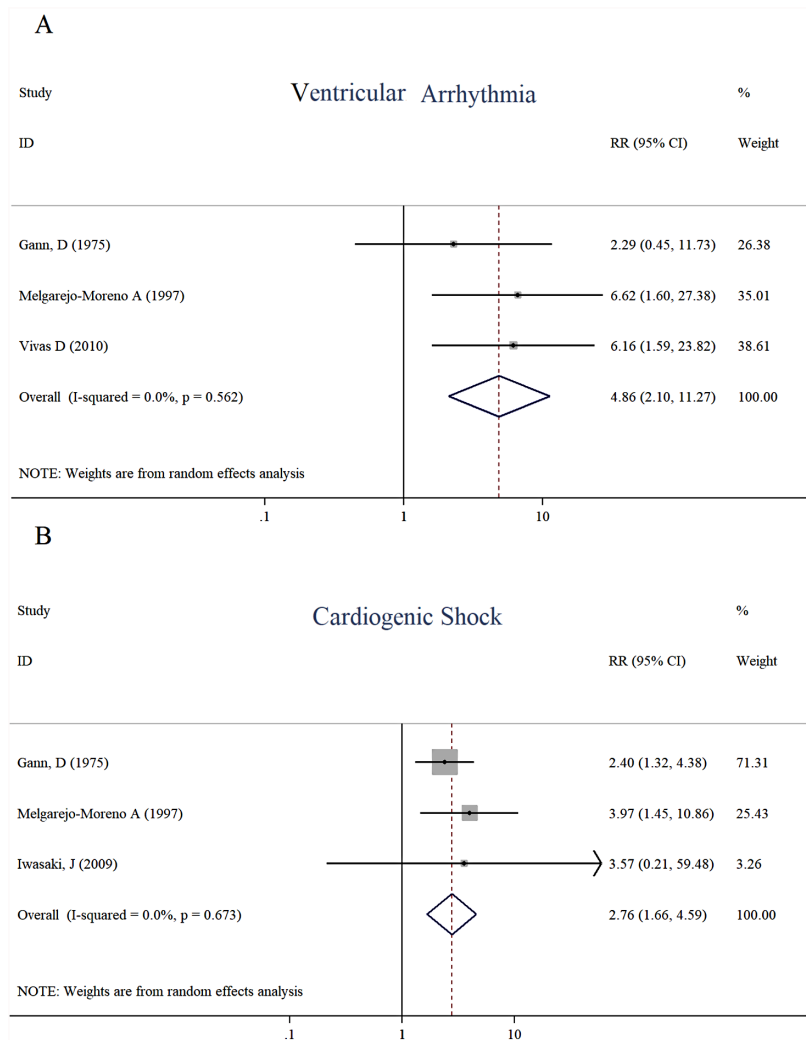 A
Study Ventricular Arrhythmia %
ID RR (95% CI) Weight
Gann, D (1975) 2.29 (0.45, 11.73) 26.38
Melgarejo-Moreno A (1997) 6.62 (1.60, 27.38) 35.01
Vivas D (2010) 6.16 (1.59, 23.82) 38.61
Overall (I-squared = 0.0%, p = 0.562) 4.86 (2.10, 11.27) 100.00
NOTE: Weights are from random effects analysis
.1 1 10
B
Study Cardiogenic Shock %
ID RR (95% CI) Weight
Gann, D (1975) 2.40 (1.32, 4.38) 71.31
Melgarejo-Moreno A (1997) 3.97 (1.45, 10.86) 25.43
Iwasaki, J (2009) 3.57 (0.21, 59.48) 3.26
Overall (I-squared = 0.0%, p = 0.673) 2.76 (1.66, 4.59) 100.00
NOTE: Weights are from random effects analysis
.1 1 10